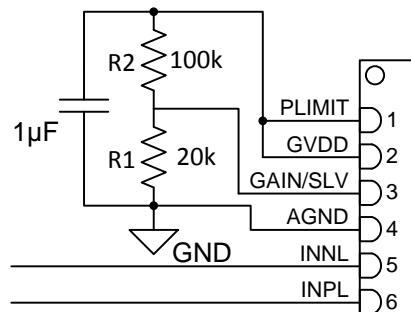 R2 100k
PLIMIT 1
1µF
GVDD 2
R1 20k
GAIN/SLV 3
AGND 4
GND
INNL 5
INPL 6